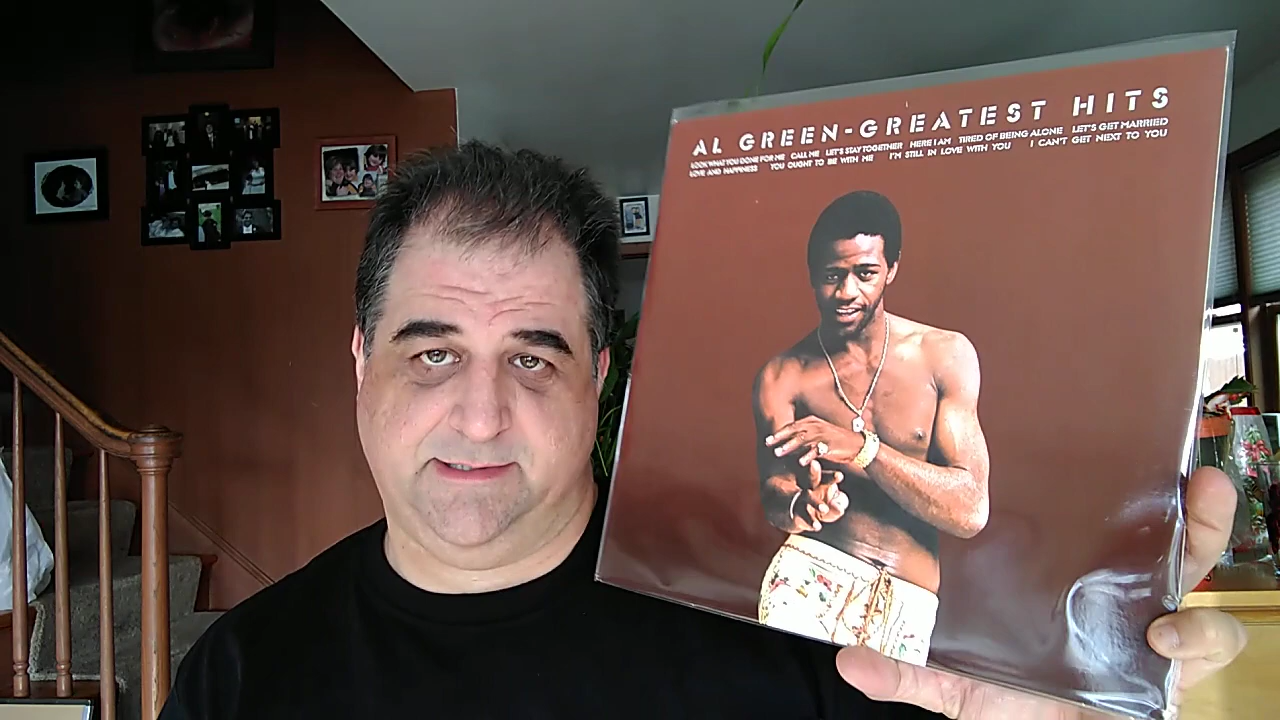 AL GREEN-GREATEST HITS
LOOK WHAT YOU DONE FOR ME CALL ME LET'S STAY TOGETHER HERE I AM TIRED OF BEING ALONE LET'S GET MARRIED
LOVE AND HAPPINESS YOU OUGHT TO BE WITH ME I'M STILL IN LOVE WITH YOU I CAN'T GET NEXT TO YOU